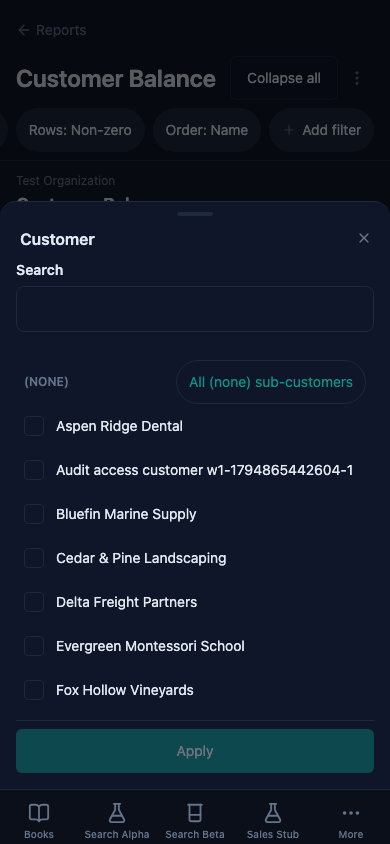 Reports
Customer Balance
Collapse all
Rows: Non-zero
Order: Name
+ Add filter
Test Organization
Customer
Search
(NONE)
All (none) sub-customers
Aspen Ridge Dental
Audit access customer w1-1794865442604-1
Bluefin Marine Supply
Cedar & Pine Landscaping
Delta Freight Partners
Evergreen Montessori School
Fox Hollow Vineyards
Apply
Books
Search Alpha
Search Beta
Sales Stub
More